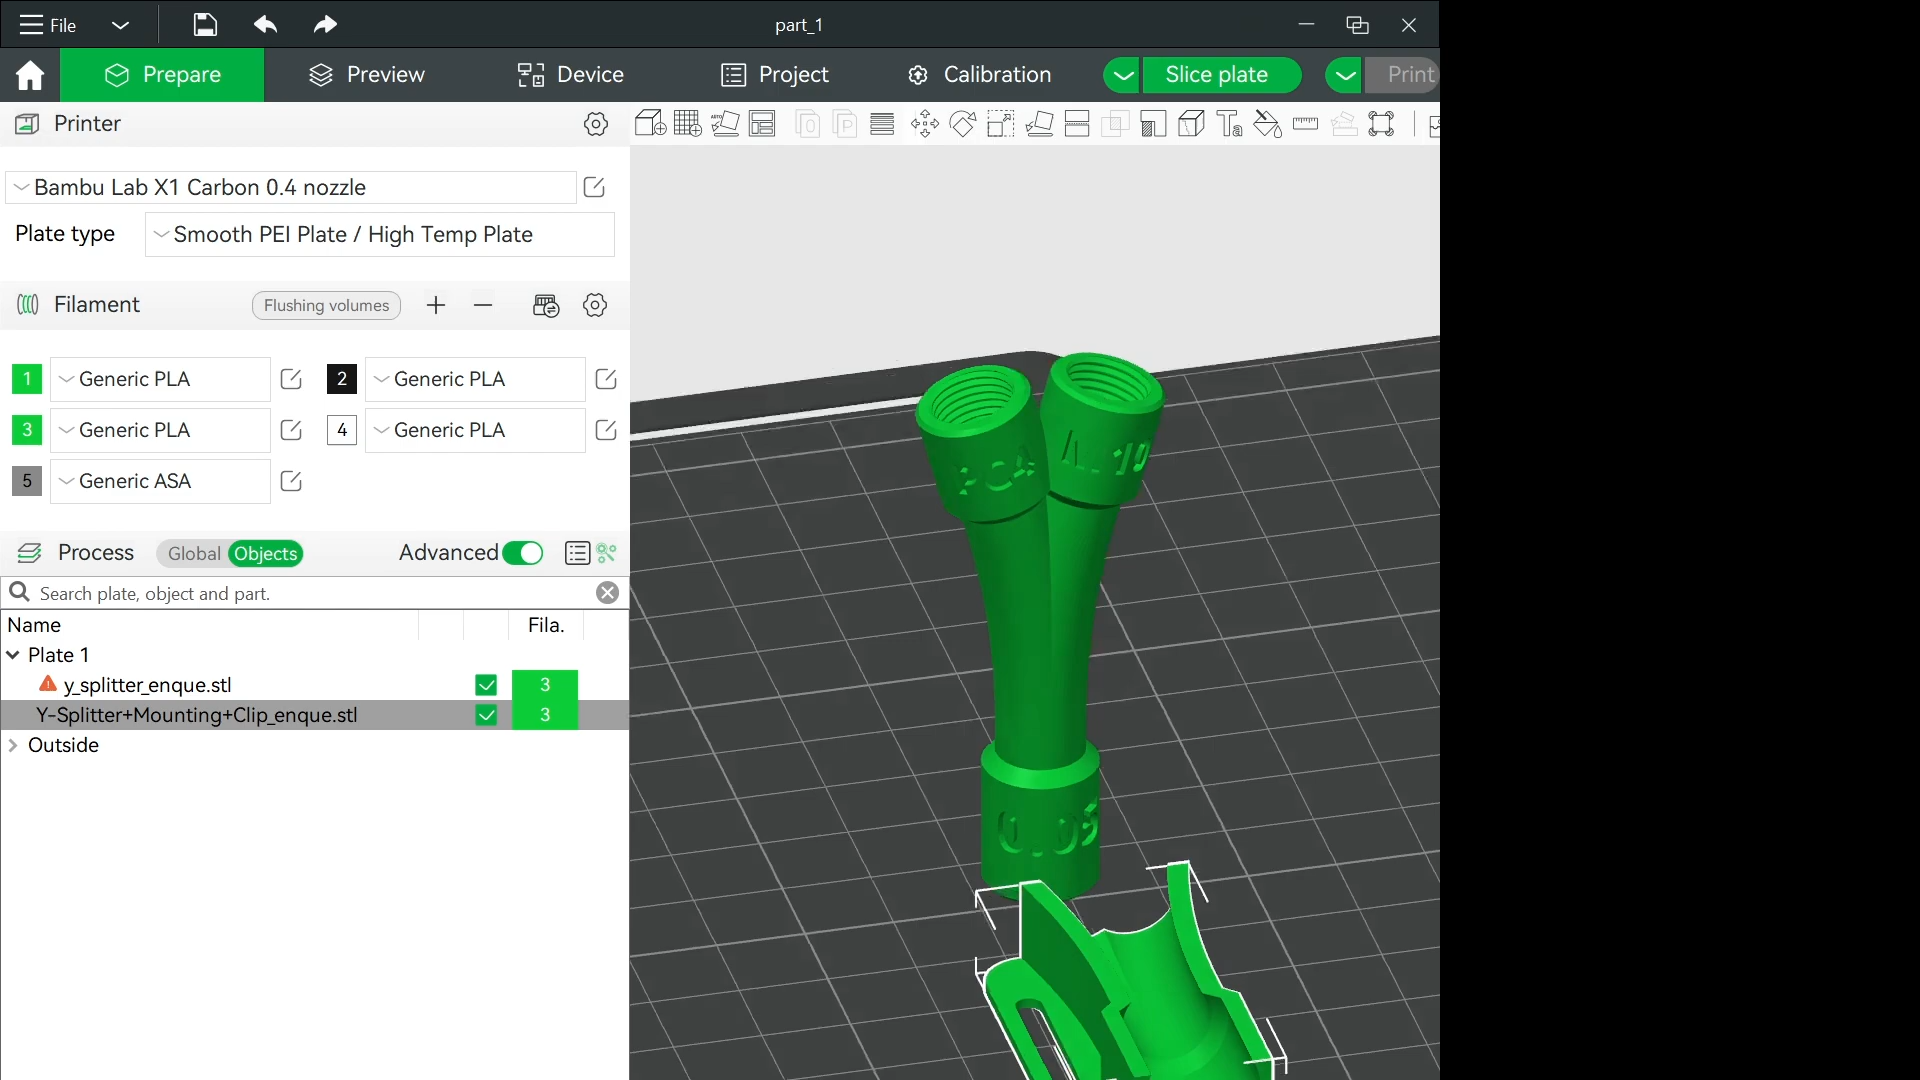 File
part_1
Prepare
Preview
Device
Project
Calibration
Slice plate
Print
Printer
Bambu Lab X1 Carbon 0.4 nozzle
Plate type
Smooth PEI Plate / High Temp Plate
Filament
Flushing volumes
1 Generic PLA
2 Generic PLA
3 Generic PLA
4 Generic PLA
5 Generic ASA
Process
Global
Objects
Advanced
Search plate, object and part.
Name
Fila.
Plate 1
y_splitter_enque.stl
3
Y-Splitter+Mounting+Clip_enque.stl
3
Outside